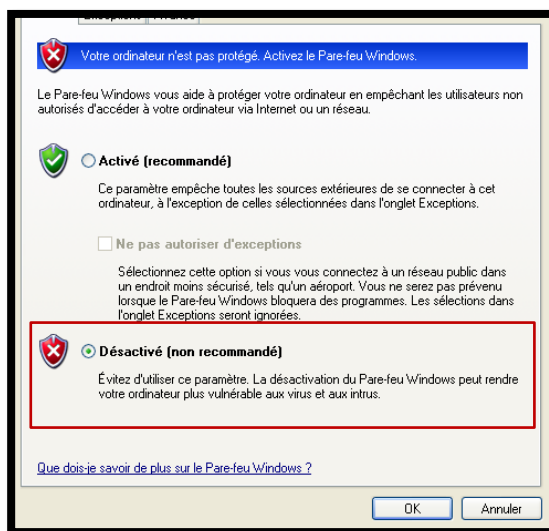 Votre ordinateur n'est pas protégé. Activez le Pare-feu Windows.
Le Pare-feu Windows vous aide à protéger votre ordinateur en empêchant les utilisateurs non
autorisés d'accéder à votre ordinateur via Internet ou un réseau.
Activé (recommandé)
Ce paramètre empêche toutes les sources extérieures de se connecter à cet
ordinateur, à l'exception de celles sélectionnées dans l'onglet Exceptions.
Ne pas autoriser d'exceptions
Sélectionnez cette option si vous vous connectez à un réseau public dans
un endroit moins sécurisé, tels qu'un aéroport. Vous ne serez pas prévenu
lorsque le Pare-feu Windows bloquera des programmes. Les sélections dans
l'onglet Exceptions seront ignorées.
Désactivé (non recommandé)
Évitez d'utiliser ce paramètre. La désactivation du Pare-feu Windows peut rendre
votre ordinateur plus vulnérable aux virus et aux intrus.
Que dois-je savoir de plus sur le Pare-feu Windows ?
OK
Annuler